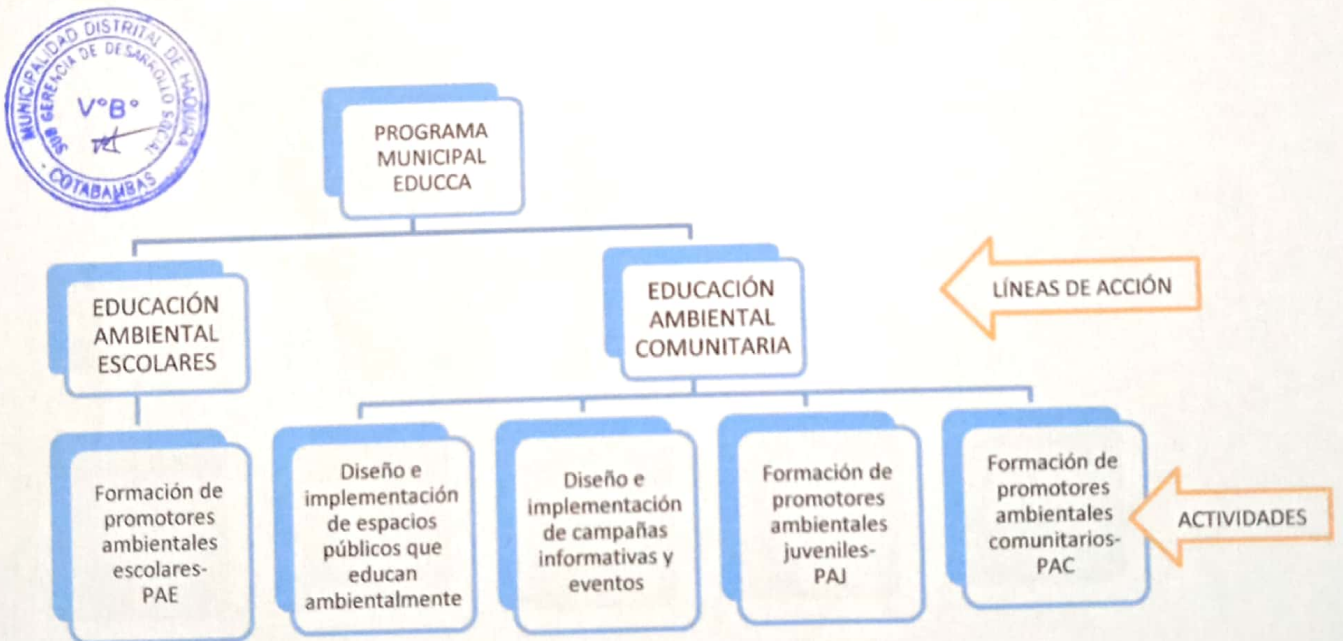 MUNICIPALIDAD DISTRITAL DE HAQUIRA
SUB GERENCIA DE DESARROLLO SOCIAL
V°B°
- COTABAMBAS -
PROGRAMA
MUNICIPAL
EDUCCA
EDUCACIÓN
AMBIENTAL
ESCOLARES
EDUCACIÓN
AMBIENTAL
COMUNITARIA
LÍNEAS DE ACCIÓN
Formación de
promotores
ambientales
escolares-
PAE
Diseño e
implementación
de espacios
públicos que
educan
ambientalmente
Diseño e
implementación
de campañas
informativas y
eventos
Formación de
promotores
ambientales
juveniles-
PAJ
Formación de
promotores
ambientales
comunitarios-
PAC
ACTIVIDADES